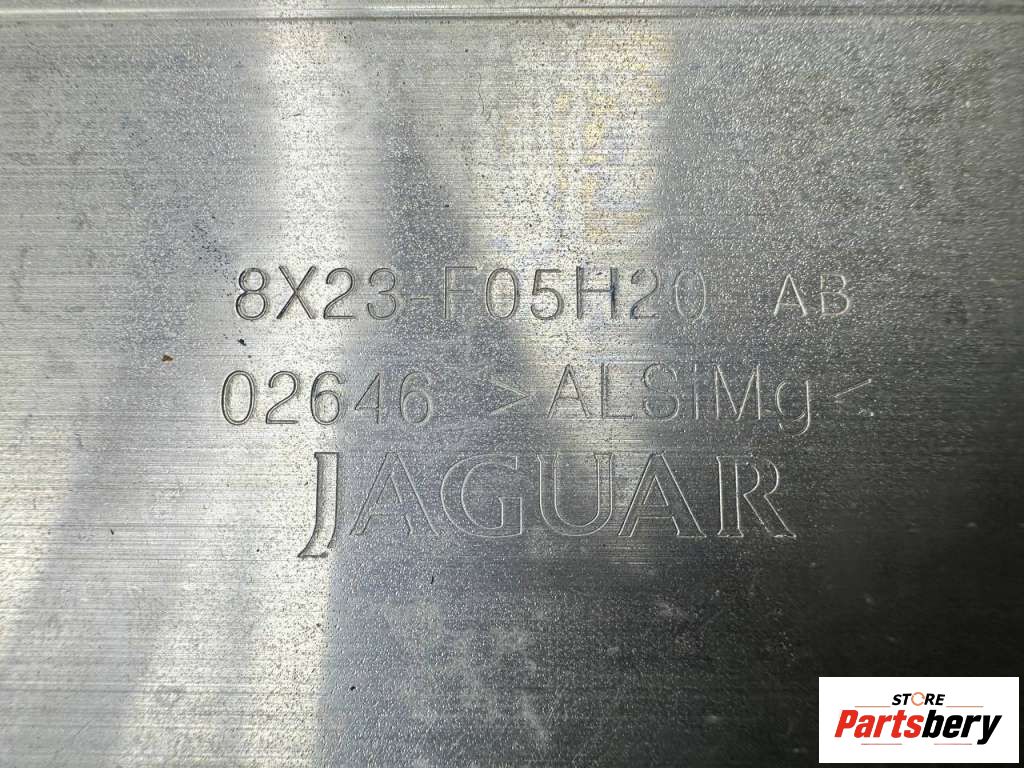 8X23-F05H20 AB
02646 >ALSiMg<
JAGUAR
STORE
Partsbery